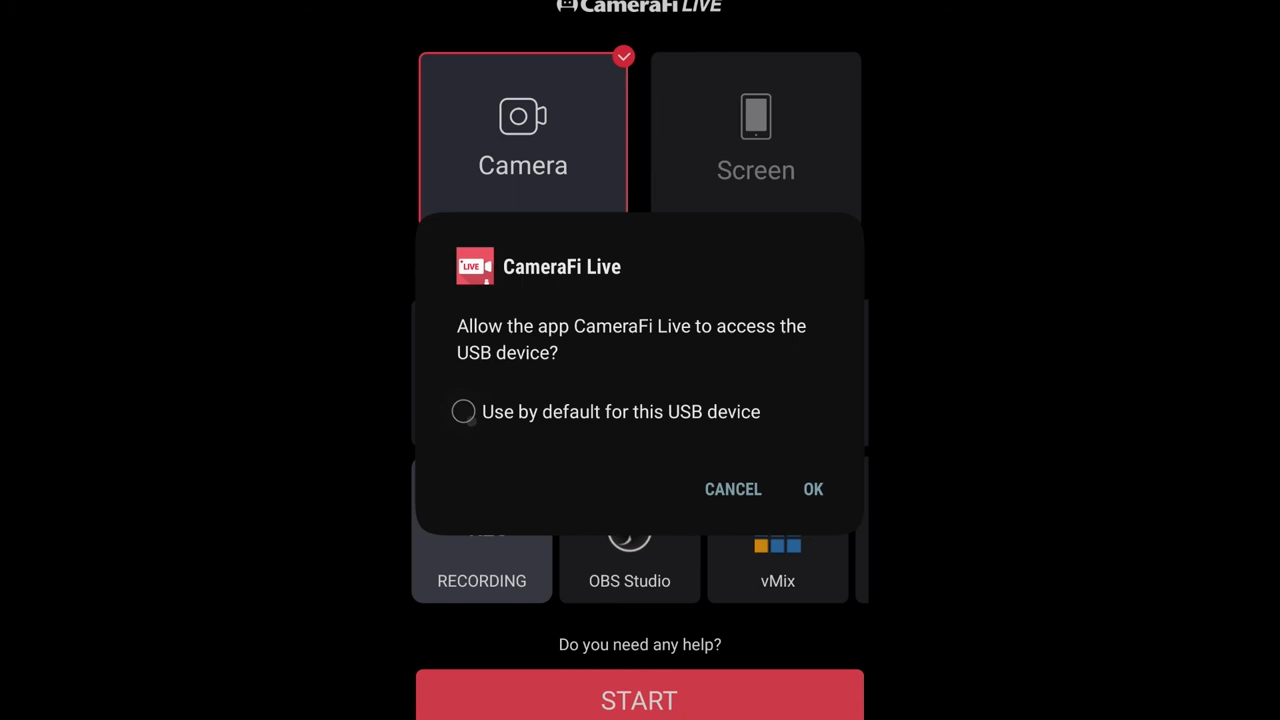 CameraFi LIVE
Camera
Screen
LIVE
CameraFi Live
Allow the app CameraFi Live to access the
USB device?
Use by default for this USB device
CANCEL
OK
RECORDING
OBS Studio
vMix
Do you need any help?
START